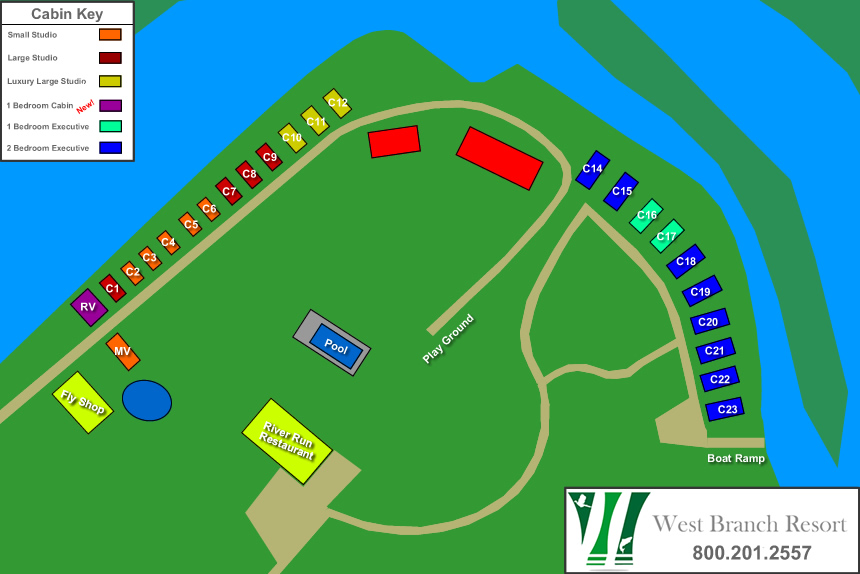 Cabin Key
Small Studio
Large Studio
Luxury Large Studio
1 Bedroom Cabin New!
1 Bedroom Executive
2 Bedroom Executive
C12
C11
C10
C9
C8
C7
C6
C5
C4
C3
C2
C1
RV
MV
Fly Shop
Pool
Play Ground
River Run
Restaurant
C14
C15
C16
C17
C18
C19
C20
C21
C22
C23
Boat Ramp
West Branch Resort
800.201.2557